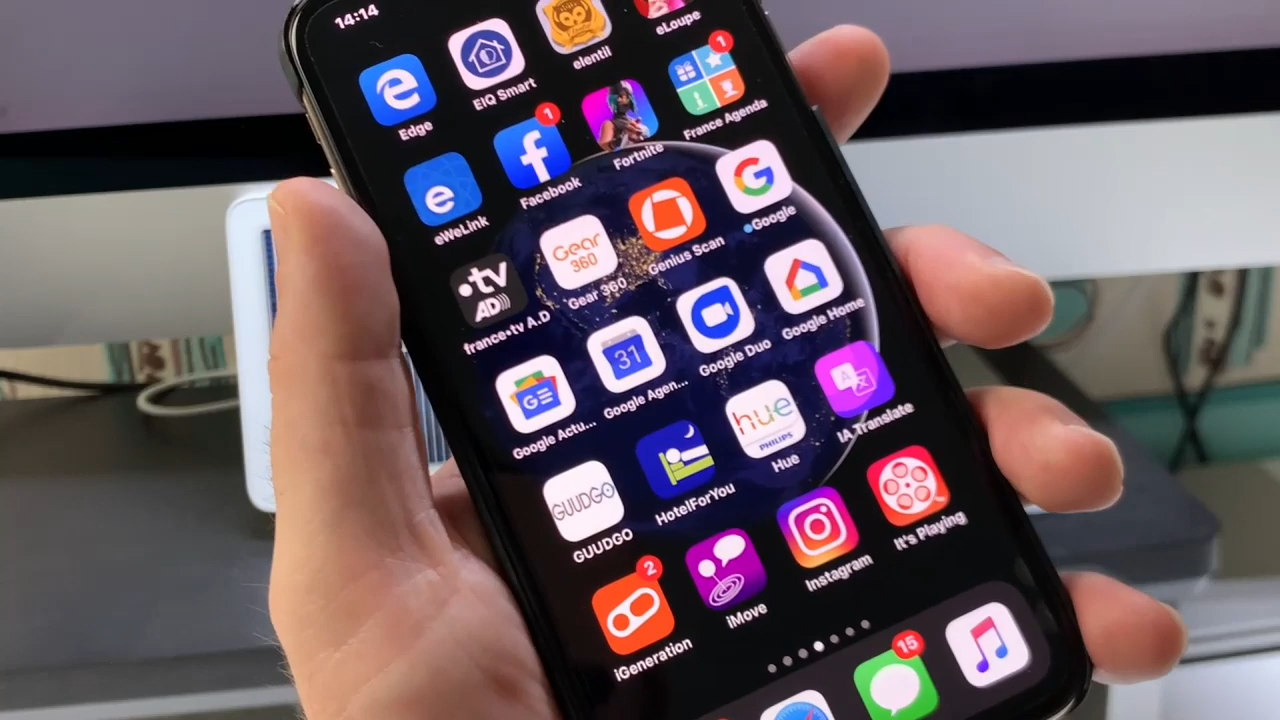 14:14
Edge
EIQ Smart
elentil
eLoupe
eWeLink
1
Facebook
Fortnite
1
France Agenda
•tv
AD)))
france•tv A.D
Gear
360
Gear 360
Genius Scan
Google
GE
Google Actu...
31
Google Agen...
Google Duo
Google Home
GUUDGO
GUUDGO
HotelForYou
hue
PHILIPS
Hue
A
IA Translate
2
iGeneration
iMove
Instagram
It's Playing
15